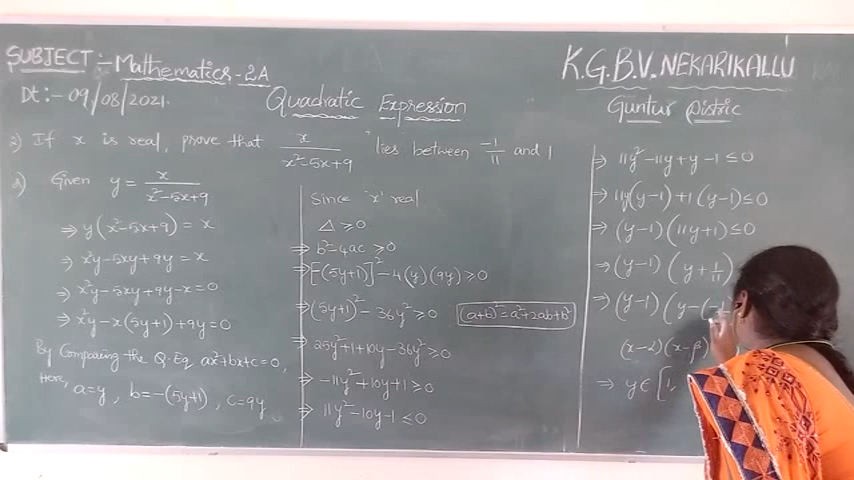 SUBJECT :- Mathematics - 2A
Dt :- 09/08/2021.
Quadratic Expression
K.G.B.V. NEKARIKALLU
Guntur Distric
If x is real, prove that x/(x²-5x+9) lies between -1/11 and 1
Given y = x/(x²-5x+9)
⇒ y(x²-5x+9) = x
⇒ x²y-5xy+9y = x
⇒ x²y-5xy+9y-x=0
⇒ x²y-x(5y+1)+9y=0
By Comparing the Q.Eq ax²+bx+c=0,
Here, a=y, b=-(5y+1), c=9y
Since 'x' real
Δ ≥0
⇒ b²-4ac ≥0
⇒ [-(5y+1)]²-4(y)(9y) ≥0
⇒ (5y+1)²-36y² ≥0
(a+b)²=a²+2ab+b²
⇒ 25y²+1+10y-36y² ≥0
⇒ -11y²+10y+1 ≥0
⇒ 11y²-10y-1 ≤0
⇒ 11y²-11y+y-1 ≤0
⇒ 11y(y-1)+1(y-1) ≤0
⇒ (y-1)(11y+1) ≤0
⇒ (y-1)(y+1/11)
⇒ (y-1)(y-(-1
(x-α)(x-β)
⇒ y∈[1,